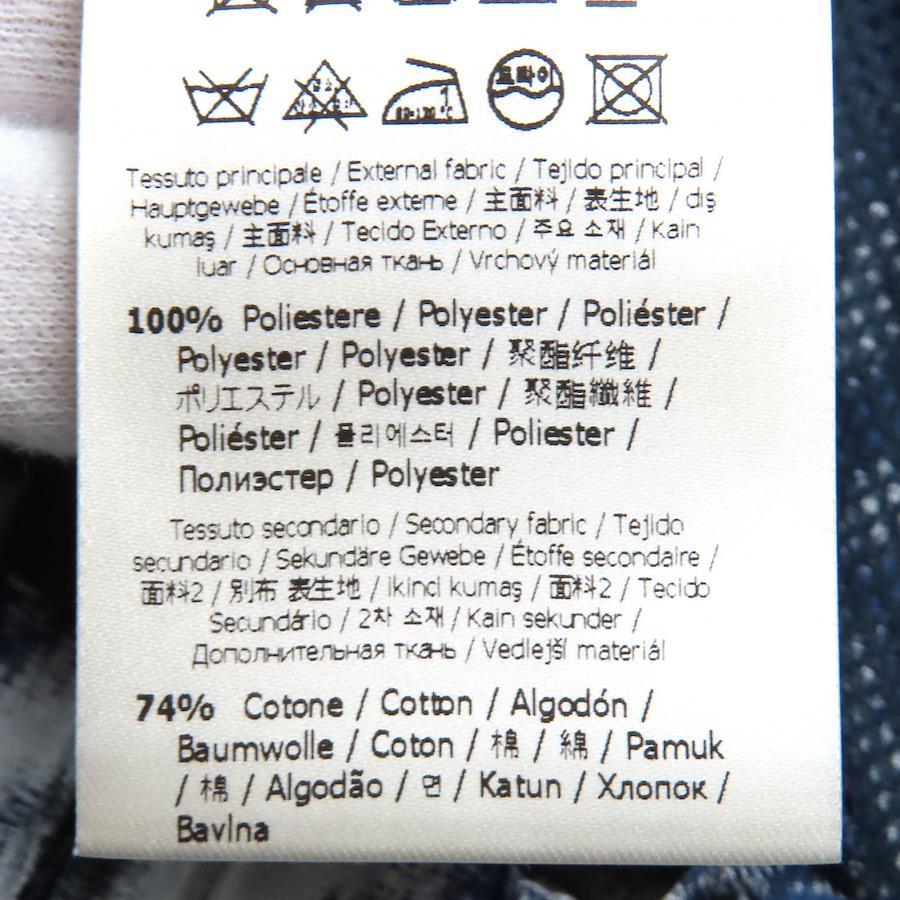 드라이
80-120℃
Tessuto principale / External fabric / Tejido principal /
Hauptgewebe / Étoffe externe / 主面料 / 表生地 / dış
kumaş / 主面料 / Tecido Externo / 주요 소재 / Kain
luar / Основная ткань / Vrchový materiál
100% Poliestere / Polyester / Poliéster /
Polyester / Polyester / 聚酯纤维 /
ポリエステル / Polyester / 聚酯纖維 /
Poliéster / 폴리에스터 / Poliester /
Полиэстер / Polyester
Tessuto secondario / Secondary fabric / Tejido
secundario / Sekundäre Gewebe / Étoffe secondaire /
面料2 / 別布 表生地 / ikinci kumaş / 面料2 / Tecido
Secundário / 2차 소재 / Kain sekunder /
Дополнительная ткань / Vedlejší materiál
74% Cotone / Cotton / Algodón /
Baumwolle / Coton / 棉 / 綿 / Pamuk
/ 棉 / Algodão / 면 / Katun / Хлопок /
Bavlna